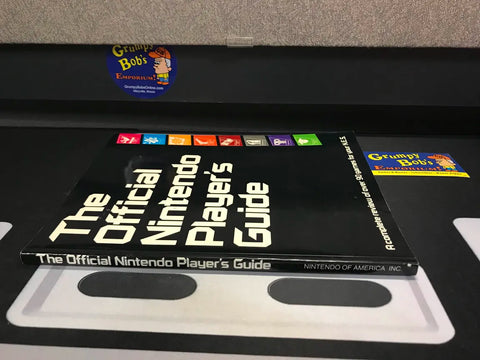 Grumpy
Bob's
EMPORIUM!
The
Official
Nintendo
Player's
Guide
A complete review of over 90 games for your N.E.S.
The Official Nintendo Player's Guide
NINTENDO OF AMERICA INC.
Grumpy
Bob's
EMPORIUM!